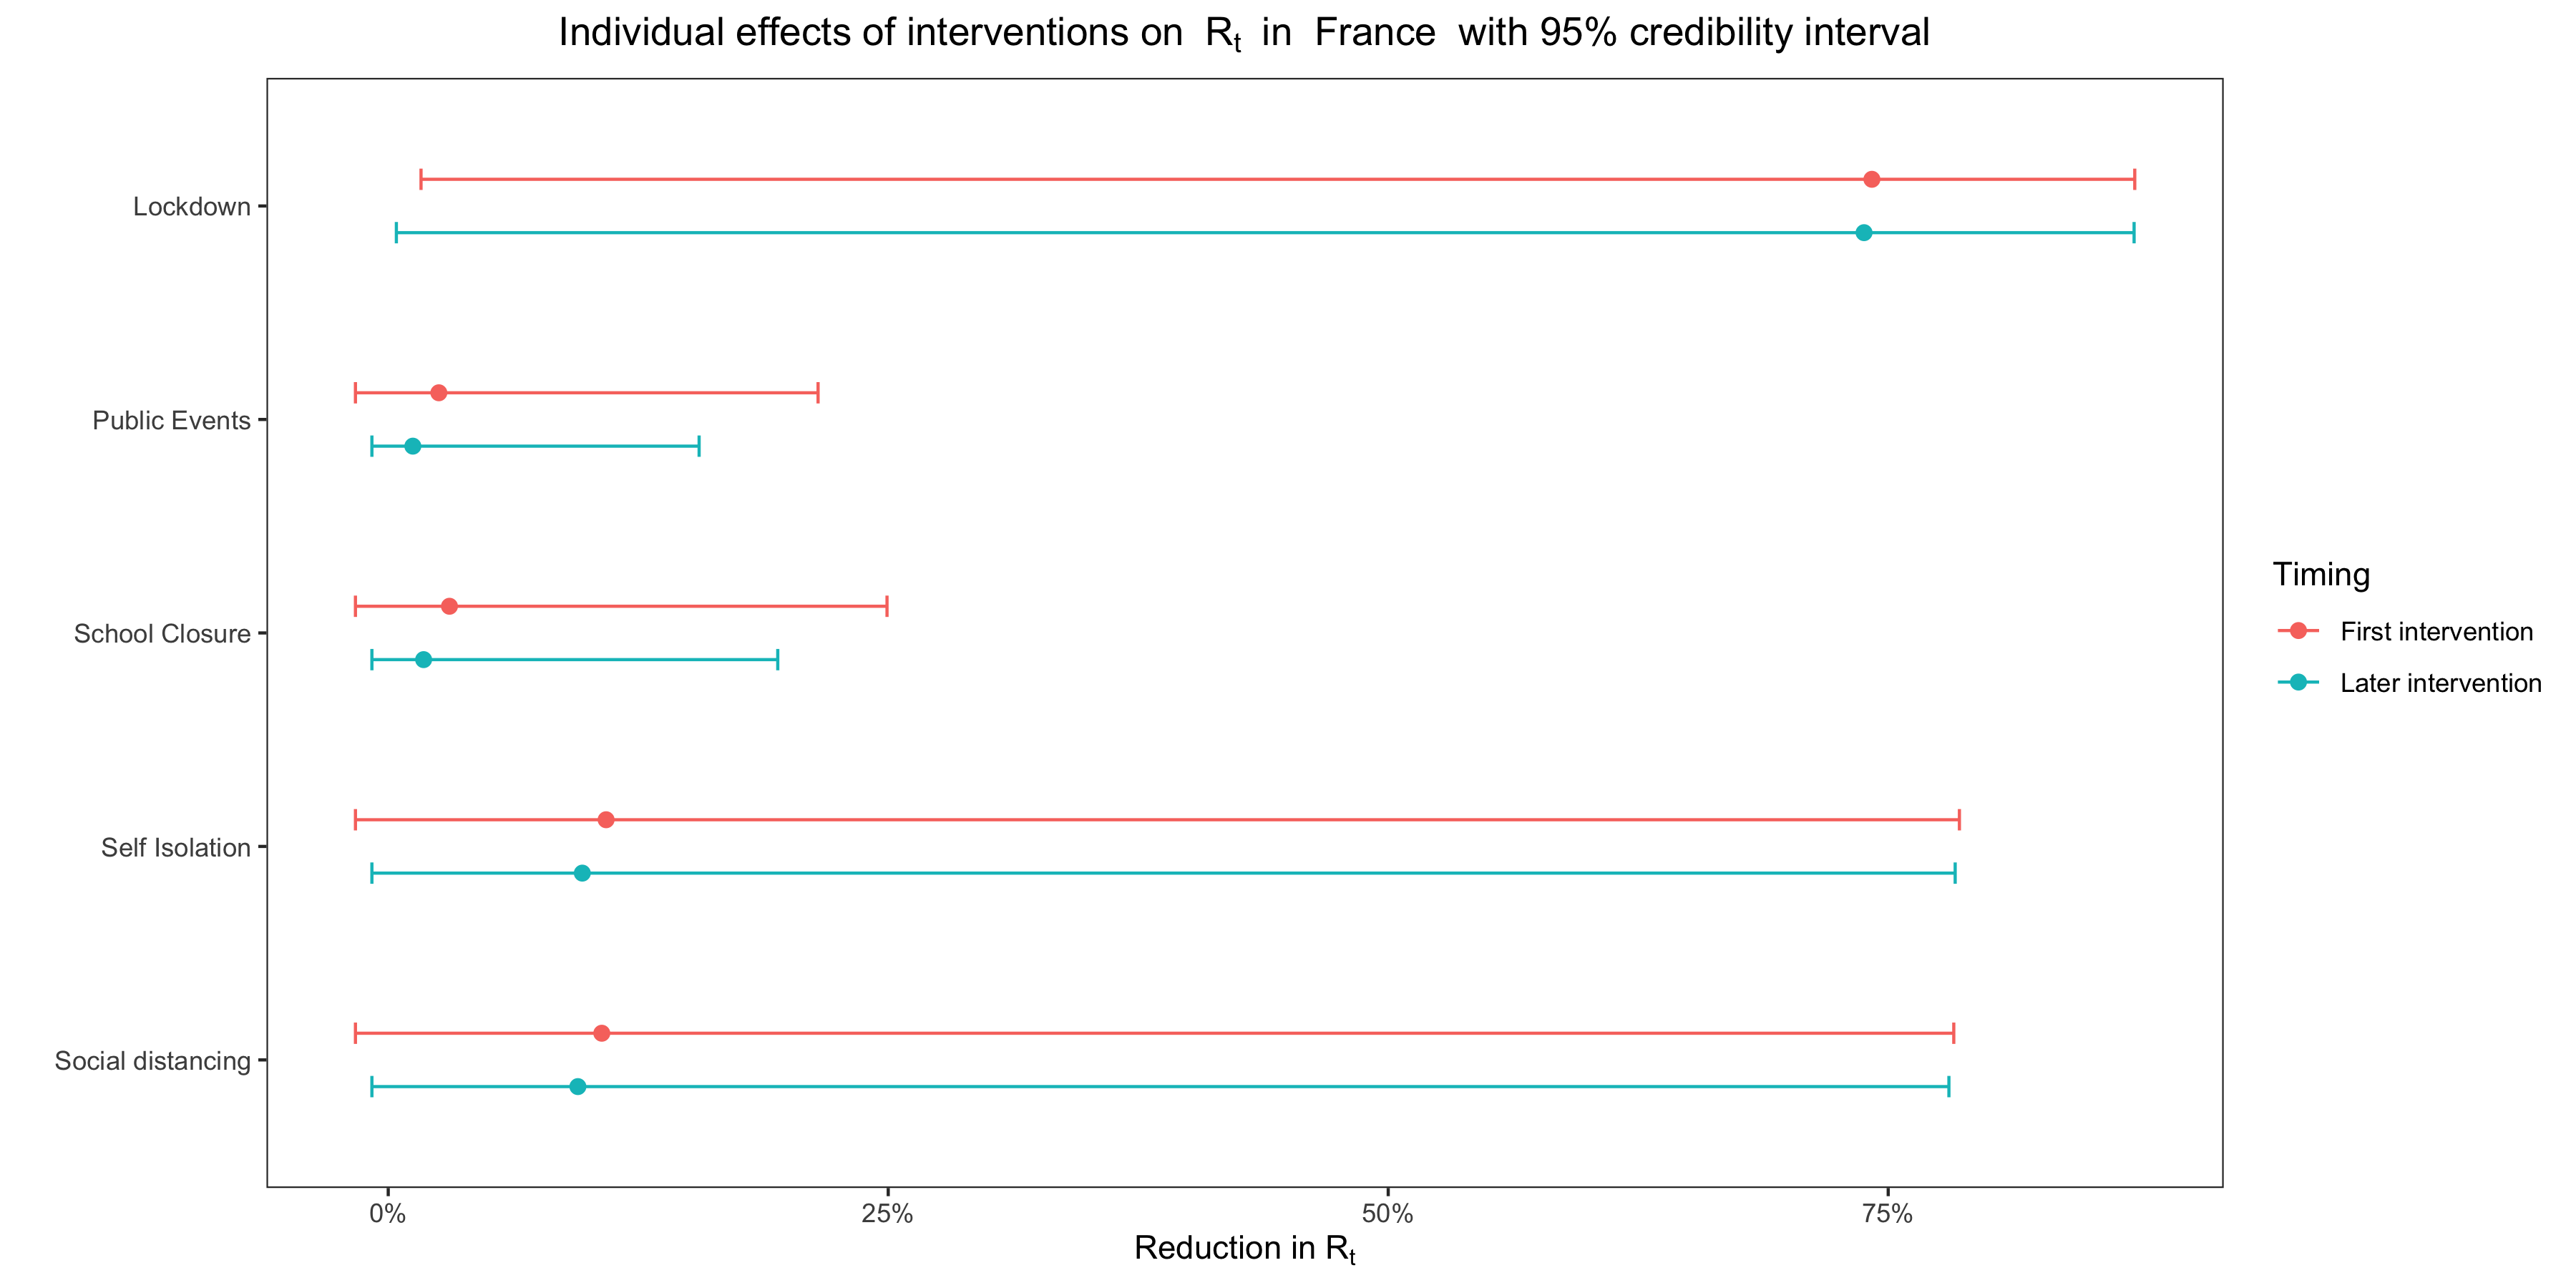 Individual effects of interventions on Rt in France with 95% credibility interval
Lockdown
Public Events
School Closure
Self Isolation
Social distancing
0%
25%
50%
75%
Reduction in Rt
Timing
First intervention
Later intervention